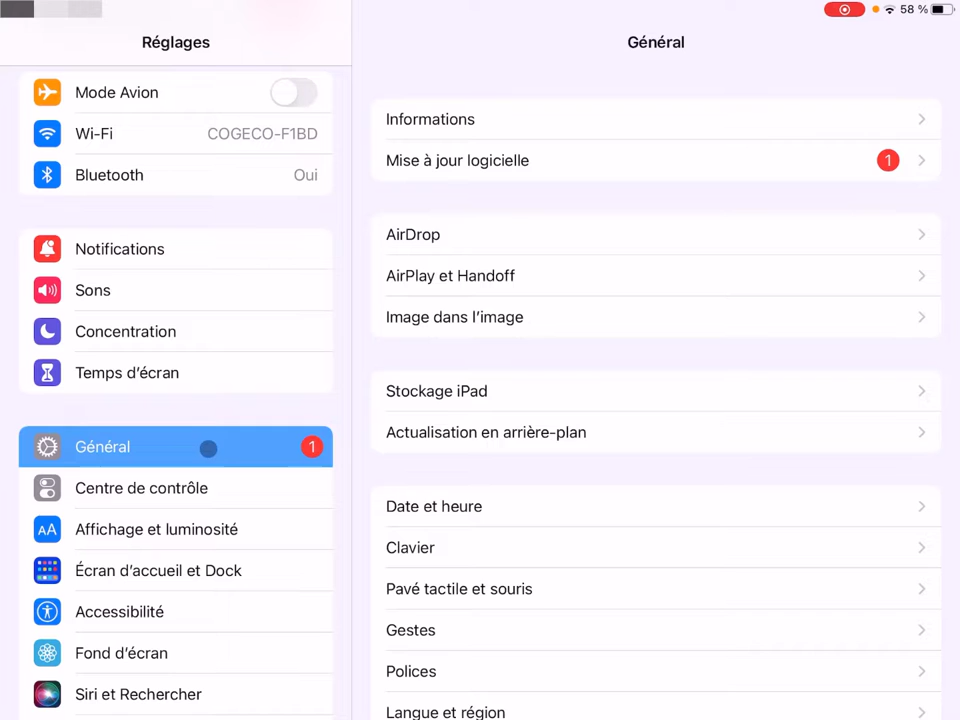 58 %
Réglages
Général
Mode Avion
Wi-Fi COGECO-F1BD
Bluetooth Oui
Notifications
Sons
Concentration
Temps d’écran
Général 1
Centre de contrôle
AA Affichage et luminosité
Écran d’accueil et Dock
Accessibilité
Fond d’écran
Siri et Rechercher
Informations
Mise à jour logicielle 1
AirDrop
AirPlay et Handoff
Image dans l’image
Stockage iPad
Actualisation en arrière-plan
Date et heure
Clavier
Pavé tactile et souris
Gestes
Polices
Langue et région